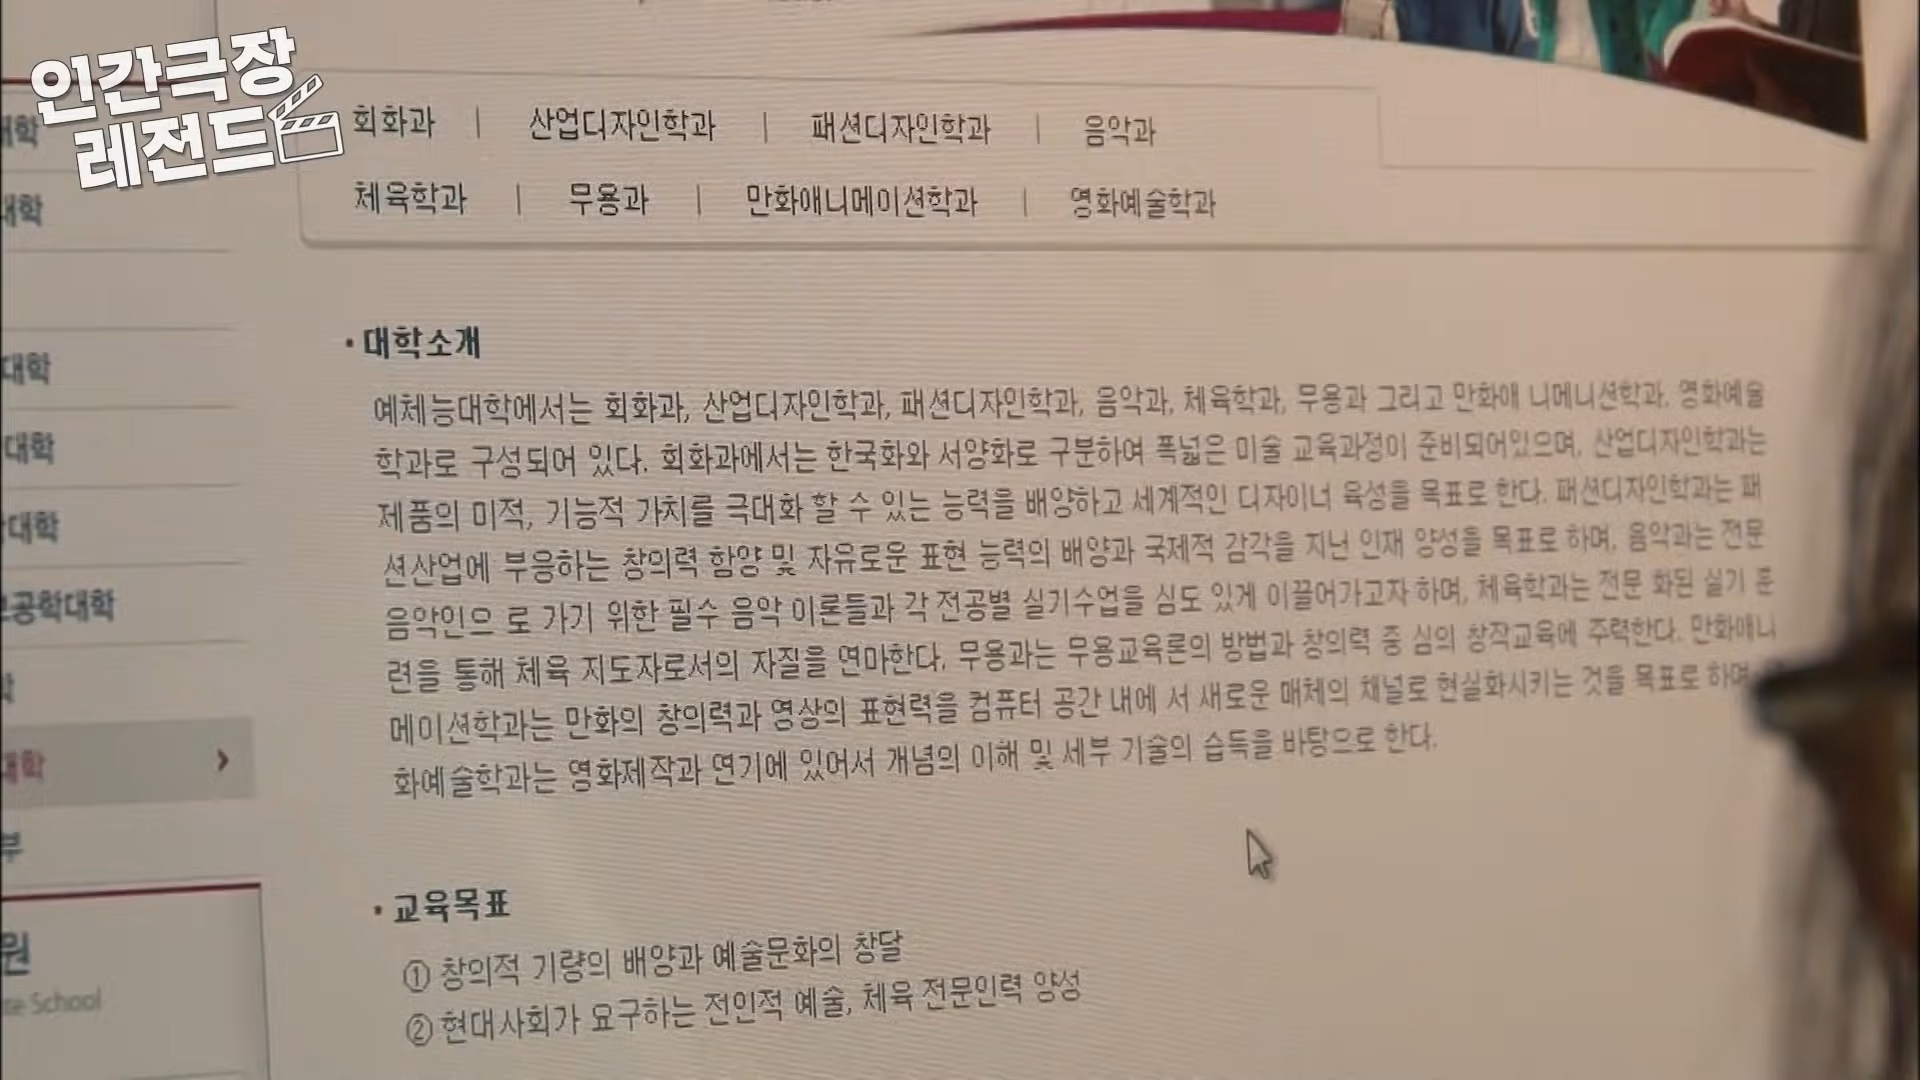 인간극장
레전드
회화과 | 산업디자인학과 | 패션디자인학과 | 음악과
체육학과 | 무용과 | 만화애니메이션학과 | 영화예술학과
대학
대학
대학
공학대학
부
원
School
• 대학소개
예체능대학에서는 회화과, 산업디자인학과, 패션디자인학과, 음악과, 체육학과, 무용과 그리고 만화애 니메니션학과, 영화예술
학과로 구성되어 있다. 회화과에서는 한국화와 서양화로 구분하여 폭넓은 미술 교육과정이 준비되어있으며, 산업디자인학과는
제품의 미적, 기능적 가치를 극대화 할 수 있는 능력을 배양하고 세계적인 디자이너 육성을 목표로 한다. 패션디자인학과는 패
션산업에 부응하는 창의력 함양 및 자유로운 표현 능력의 배양과 국제적 감각을 지닌 인재 양성을 목표로 하며, 음악과는 전문
음악인으 로 가기 위한 필수 음악 이론들과 각 전공별 실기수업을 심도 있게 이끌어가고자 하며, 체육학과는 전문 화된 실기 훈
련을 통해 체육 지도자로서의 자질을 연마한다. 무용과는 무용교육론의 방법과 창의력 중 심의 창작교육에 주력한다. 만화애니
메이션학과는 만화의 창의력과 영상의 표현력을 컴퓨터 공간 내에 서 새로운 매체의 채널로 현실화시키는 것을 목표로 하며
화예술학과는 영화제작과 연기에 있어서 개념의 이해 및 세부 기술의 습득을 바탕으로 한다.
• 교육목표
① 창의적 기량의 배양과 예술문화의 창달
② 현대사회가 요구하는 전인적 예술, 체육 전문인력 양성